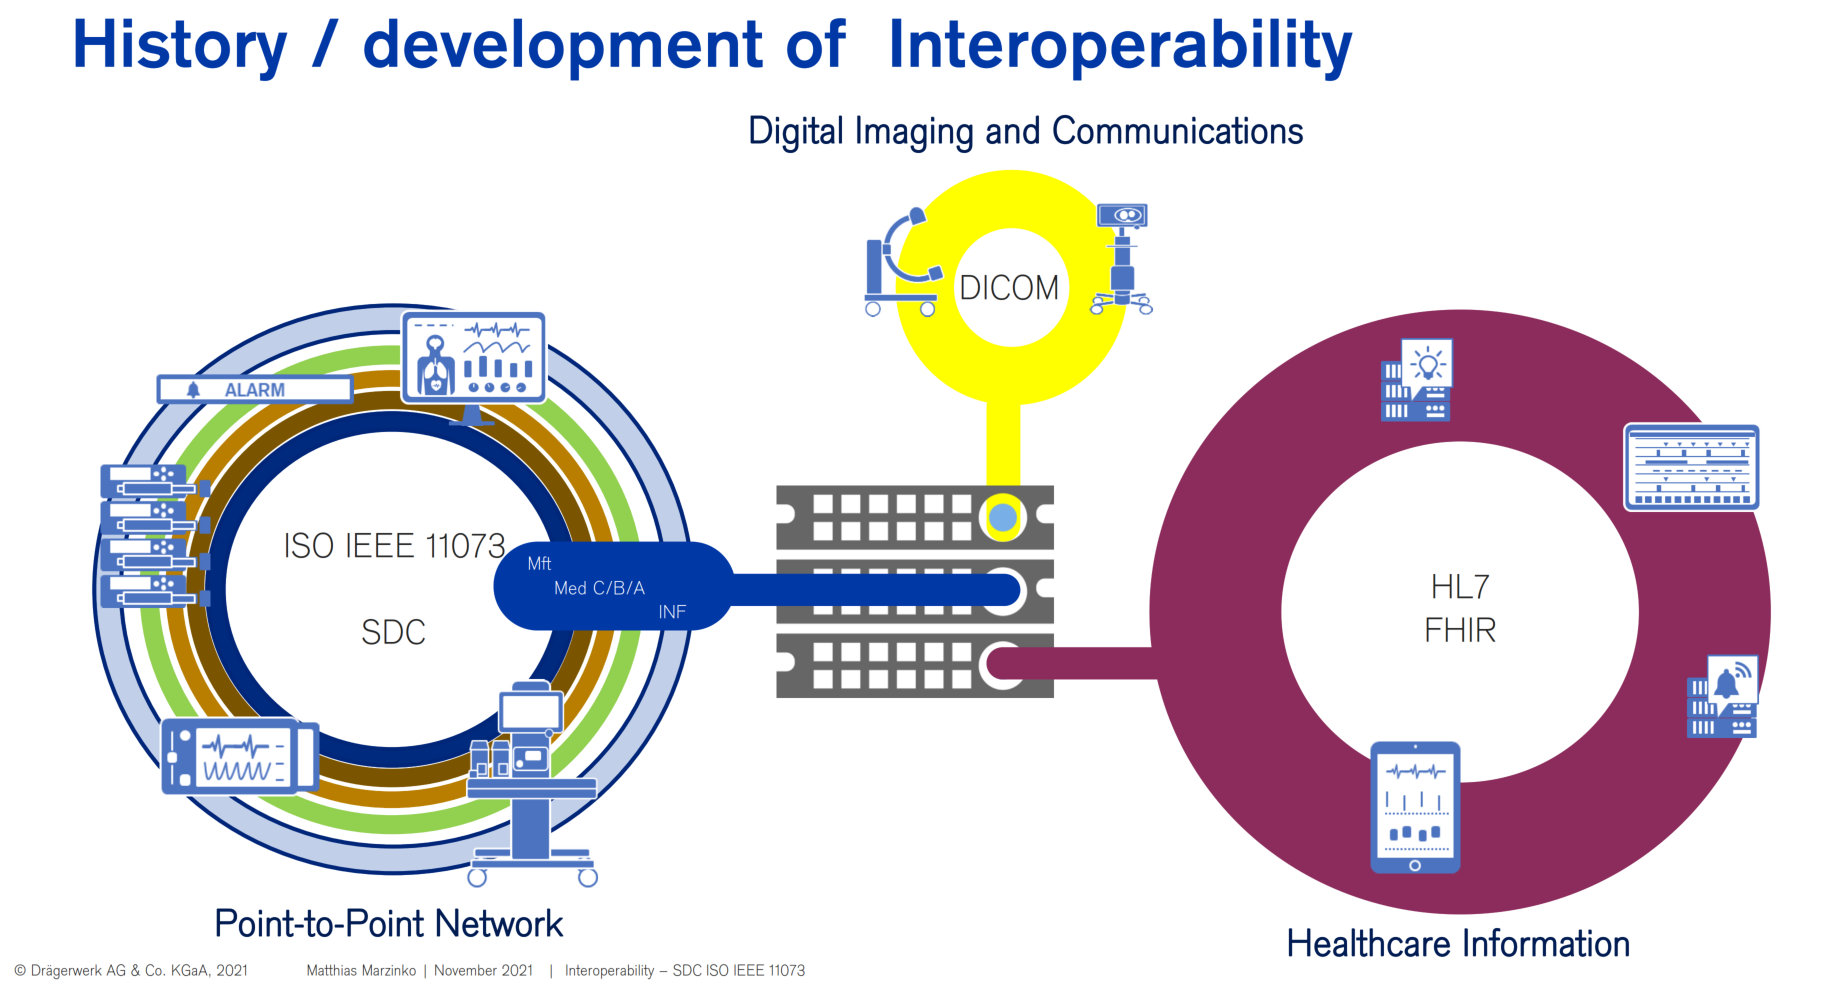 History / development of Interoperability
Digital Imaging and Communications
DICOM
ALARM
ISO IEEE 11073
SDC
Mft
Med C/B/A
INF
HL7
FHIR
Point-to-Point Network
Healthcare Information
© Drägerwerk AG & Co. KGaA, 2021 Matthias Marzinko | November 2021 | Interoperability – SDC ISO IEEE 11073